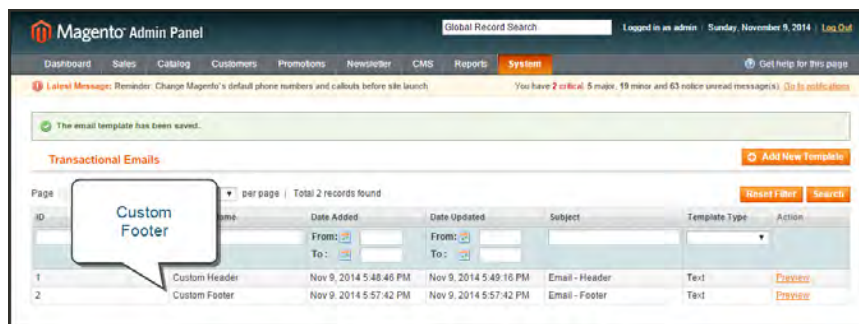 Magento® Admin Panel
Global Record Search
Logged in as admin | Sunday, November 9, 2014 | Log Out
Dashboard Sales Catalog Customers Promotions Newsletter CMS Reports System
Get help for this page
Latest Message: Reminder: Change Magento's default phone numbers and callouts before site launch
You have 2 critical, 5 major, 19 minor and 63 notice unread message(s). Go to notifications
The email template has been saved.
Transactional Emails
Add New Template
Page
per page | Total 2 records found
Reset Filter Search
Custom
Footer
ID
Date Added Date Updated Subject Template Type Action
From: From:
To: To:
1 Custom Header Nov 9, 2014 5:48:46 PM Nov 9, 2014 5:49:16 PM Email - Header Text Preview
2 Custom Footer Nov 9, 2014 5:57:42 PM Nov 9, 2014 5:57:42 PM Email - Footer Text Preview